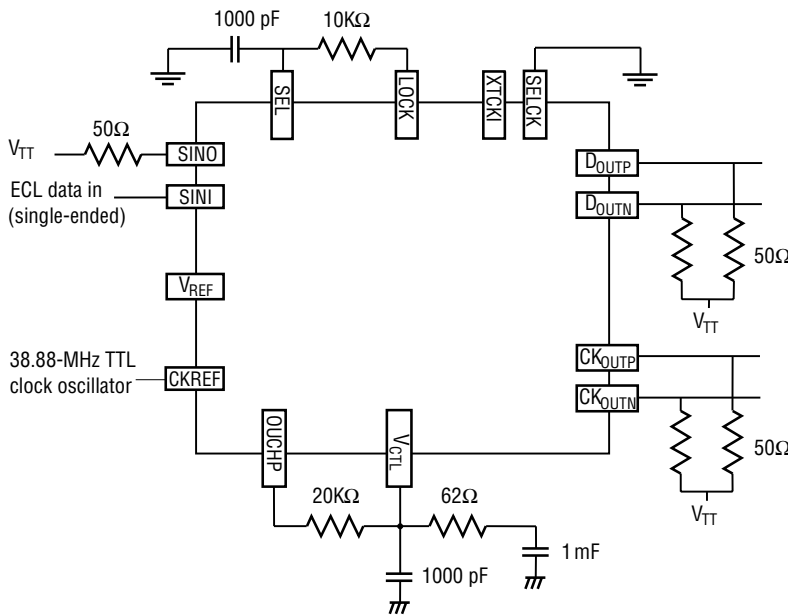 1000 pF
10KΩ
SEL
LOCK
XTCKI
SELCK
50Ω
VTT
SINO
ECL data in
(single-ended)
SINI
DOUTP
DOUTN
50Ω
VTT
VREF
38.88-MHz TTL
clock oscillator
CKREF
CKOUTP
CKOUTN
50Ω
VTT
OUCHP
VCTL
20KΩ
62Ω
1000 pF
1mF